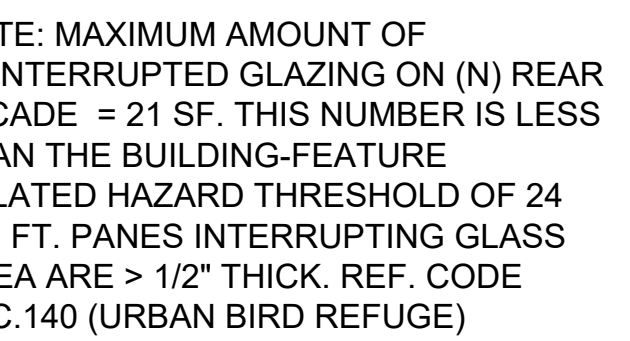 TE: MAXIMUM AMOUNT OF
NTERRUPTED GLAZING ON (N) REAR
CADE = 21 SF. THIS NUMBER IS LESS
AN THE BUILDING-FEATURE
LATED HAZARD THRESHOLD OF 24
FT. PANES INTERRUPTING GLASS
EA ARE > 1/2" THICK. REF. CODE
C.140 (URBAN BIRD REFUGE)